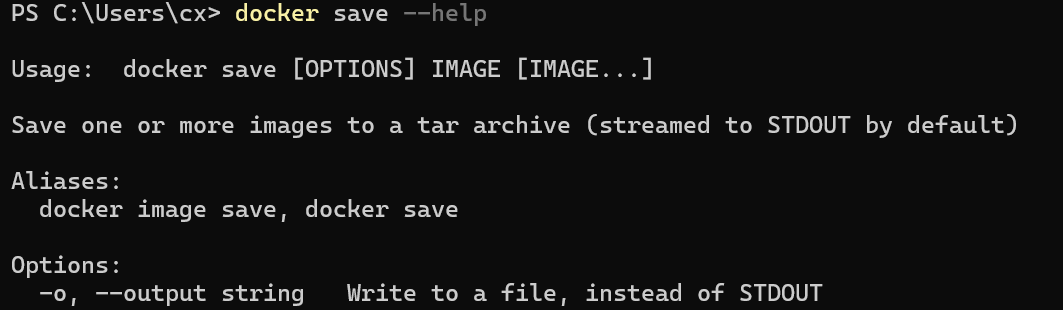 PS C:\Users\cx> docker save --help
Usage:  docker save [OPTIONS] IMAGE [IMAGE...]
Save one or more images to a tar archive (streamed to STDOUT by default)
Aliases:
  docker image save, docker save
Options:
  -o, --output string   Write to a file, instead of STDOUT